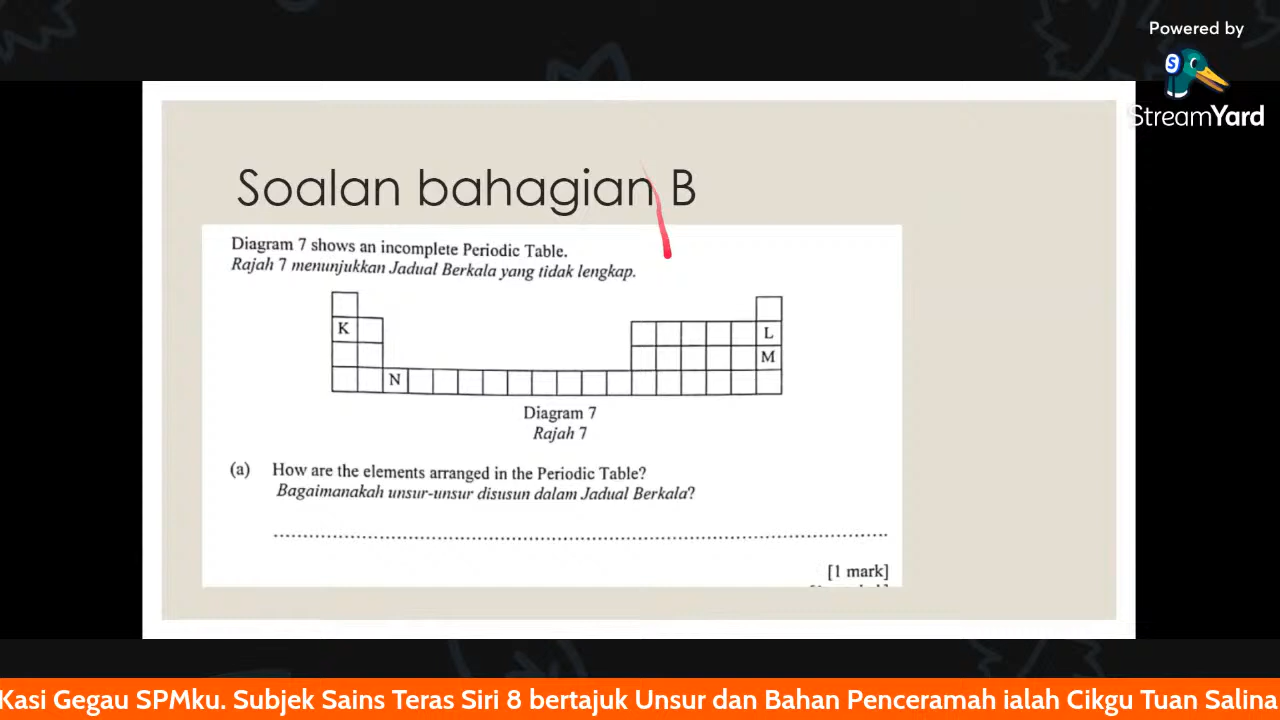 Powered by
StreamYard
Soalan bahagian B
Diagram 7 shows an incomplete Periodic Table.
Rajah 7 menunjukkan Jadual Berkala yang tidak lengkap.
K
L
M
N
Diagram 7
Rajah 7
(a) How are the elements arranged in the Periodic Table?
Bagaimanakah unsur-unsur disusun dalam Jadual Berkala?
[1 mark]
Kasi Gegau SPMku. Subjek Sains Teras Siri 8 bertajuk Unsur dan Bahan Penceramah ialah Cikgu Tuan Salina